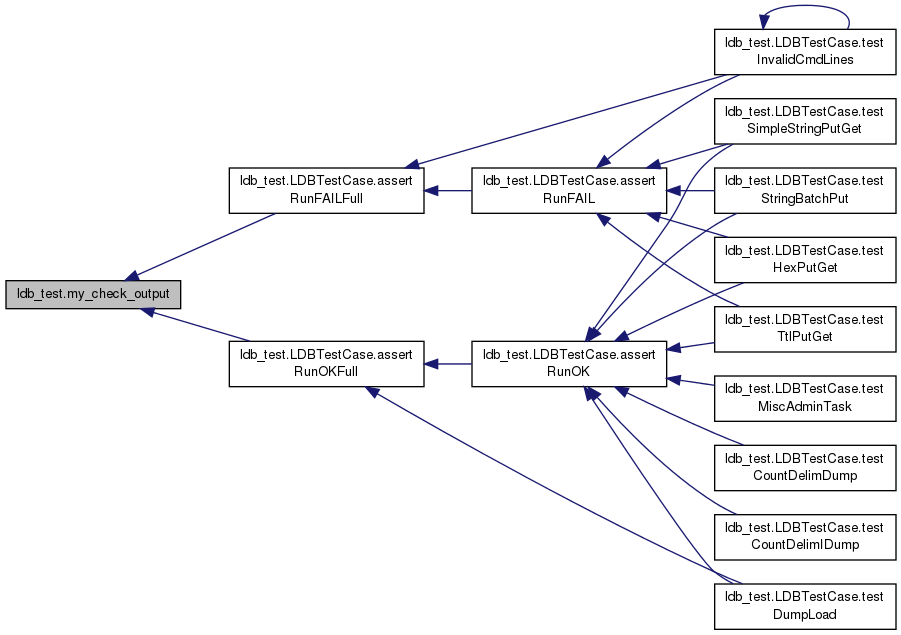 ldb_test.my_check_output
ldb_test.LDBTestCase.assert
RunFAILFull
ldb_test.LDBTestCase.assert
RunOKFull
ldb_test.LDBTestCase.assert
RunFAIL
ldb_test.LDBTestCase.assert
RunOK
ldb_test.LDBTestCase.test
InvalidCmdLines
ldb_test.LDBTestCase.test
SimpleStringPutGet
ldb_test.LDBTestCase.test
StringBatchPut
ldb_test.LDBTestCase.test
HexPutGet
ldb_test.LDBTestCase.test
TtlPutGet
ldb_test.LDBTestCase.test
MiscAdminTask
ldb_test.LDBTestCase.test
CountDelimDump
ldb_test.LDBTestCase.test
CountDelimIDump
ldb_test.LDBTestCase.test
DumpLoad